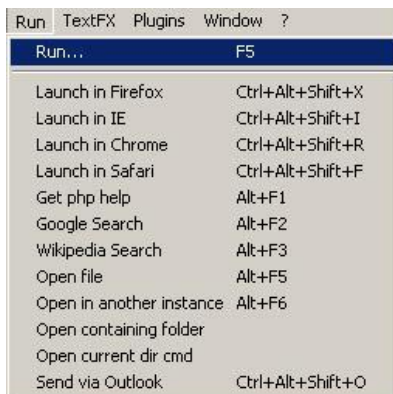 Run TextFX Plugins Window ?
Run... F5
Launch in Firefox Ctrl+Alt+Shift+X
Launch in IE Ctrl+Alt+Shift+I
Launch in Chrome Ctrl+Alt+Shift+R
Launch in Safari Ctrl+Alt+Shift+F
Get php help Alt+F1
Google Search Alt+F2
Wikipedia Search Alt+F3
Open file Alt+F5
Open in another instance Alt+F6
Open containing folder
Open current dir cmd
Send via Outlook Ctrl+Alt+Shift+O